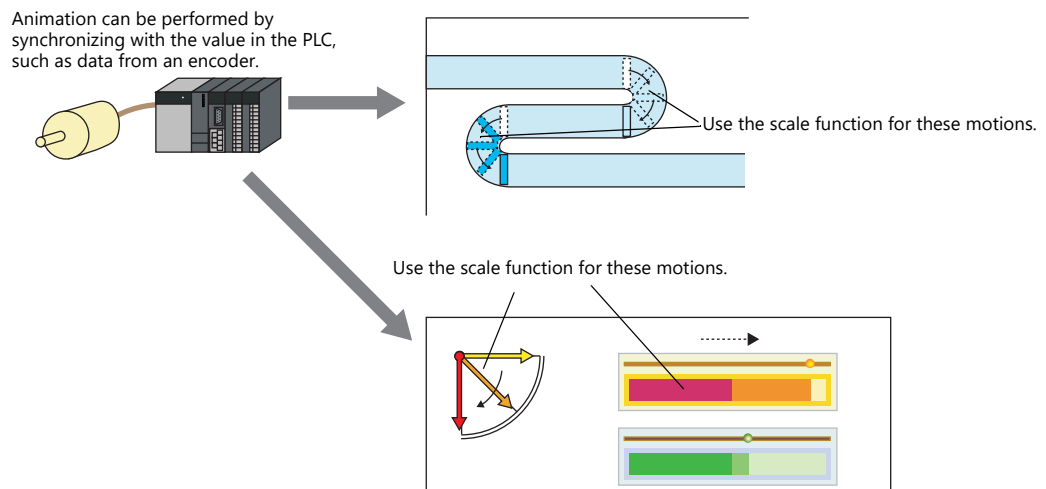 Animation can be performed by
synchronizing with the value in the PLC,
such as data from an encoder.
Use the scale function for these motions.
Use the scale function for these motions.